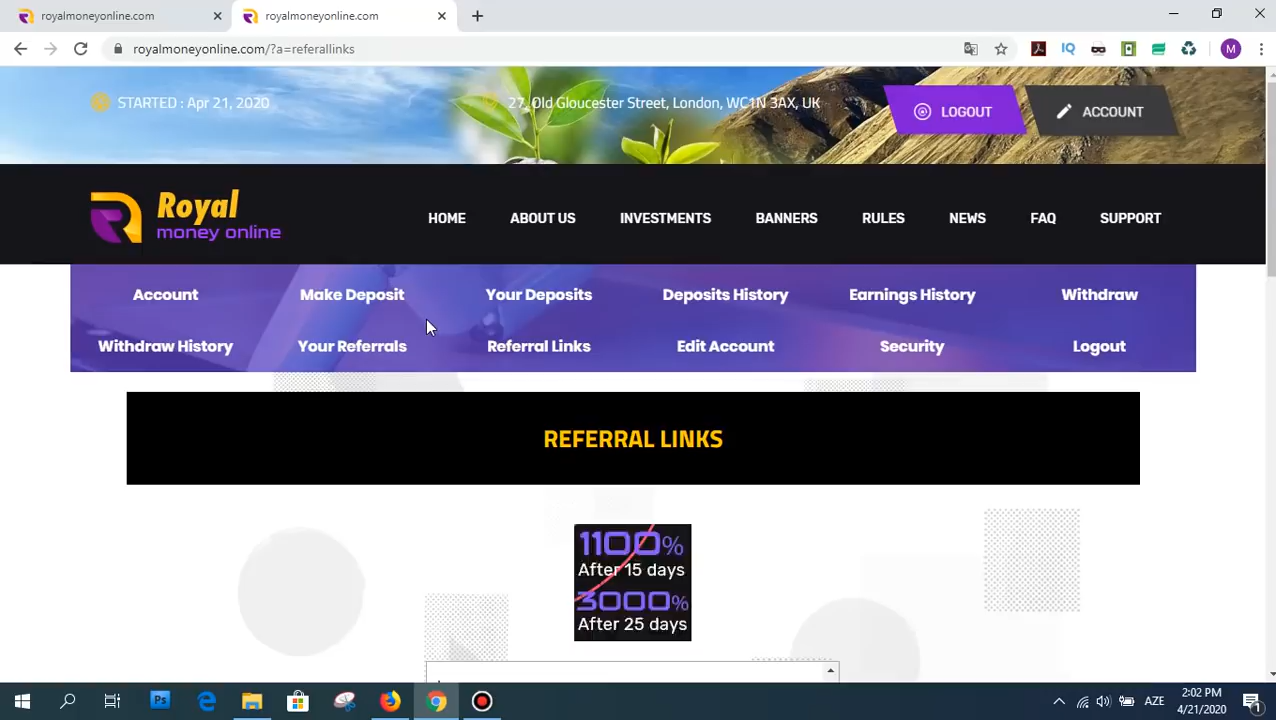 royalmoneyonline.com
royalmoneyonline.com
royalmoneyonline.com/?a=referallinks
IQ
M
STARTED : Apr 21, 2020
27, Old Gloucester Street, London, WC1N 3AX, UK
LOGOUT
ACCOUNT
Royal
money online
HOME ABOUT US INVESTMENTS BANNERS RULES NEWS FAQ SUPPORT
Account Make Deposit Your Deposits Deposits History Earnings History Withdraw
Withdraw History Your Referrals Referral Links Edit Account Security Logout
REFERRAL LINKS
1100%
After 15 days
3000%
After 25 days
Ps
AZE
2:02 PM
4/21/2020
1